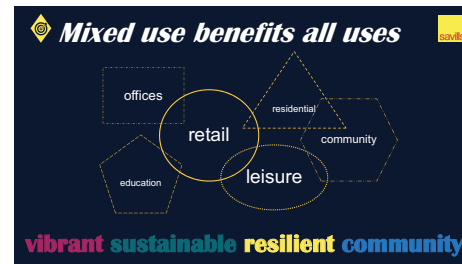 Mixed use benefits all uses
savills
offices
residential
retail
community
education
leisure
vibrant sustainable resilient community